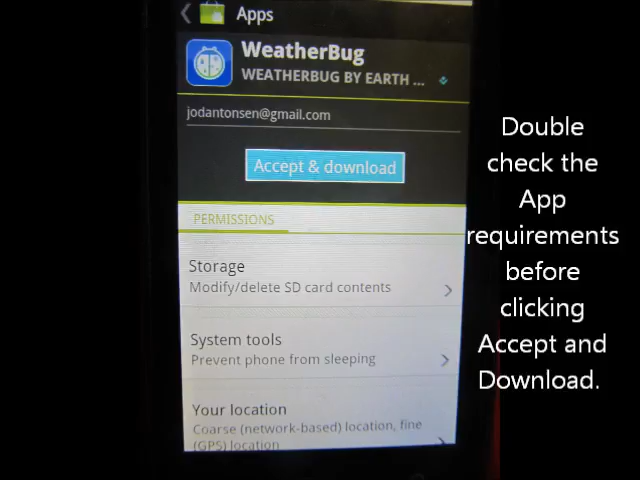 Apps
WeatherBug
WEATHERBUG BY EARTH ...
jodantonsen@gmail.com
Accept & download
PERMISSIONS
Storage
Modify/delete SD card contents
System tools
Prevent phone from sleeping
Your location
Coarse (network-based) location, fine
(GPS) location
Double
check the
App
requirements
before
clicking
Accept and
Download.